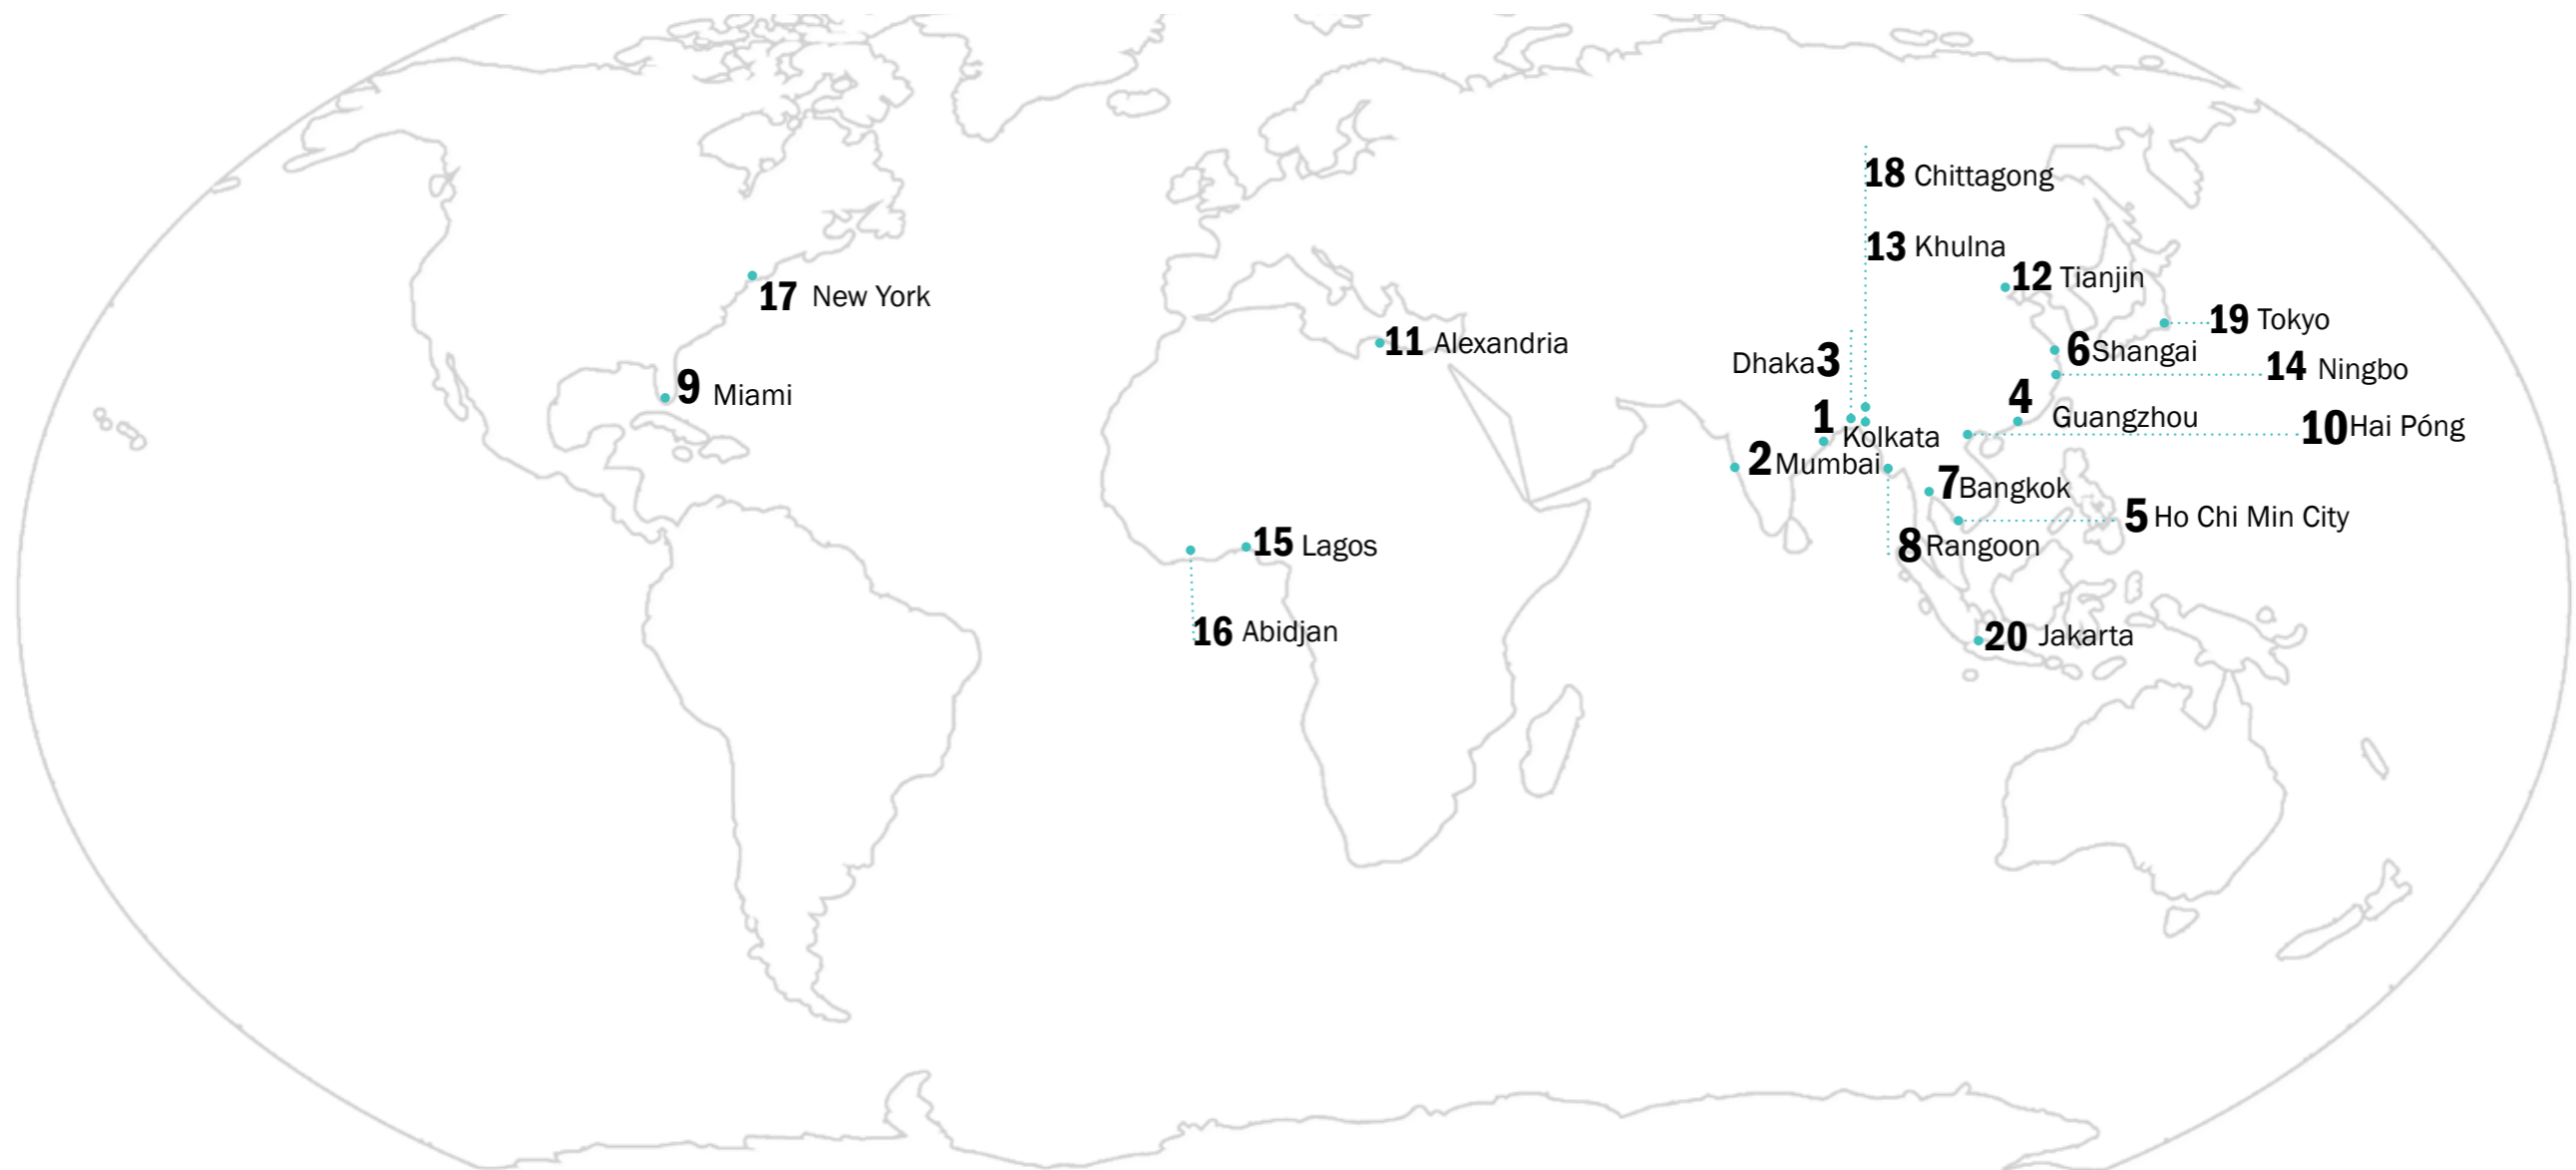 18 Chittagong
13 Khulna
12 Tianjin
17 New York
19 Tokyo
11 Alexandria
6 Shangai
Dhaka 3
14 Ningbo
9 Miami
4 Guangzhou
1 Kolkata
10 Hai Póng
2 Mumbai
7 Bangkok
5 Ho Chi Min City
15 Lagos
8 Rangoon
16 Abidjan
20 Jakarta